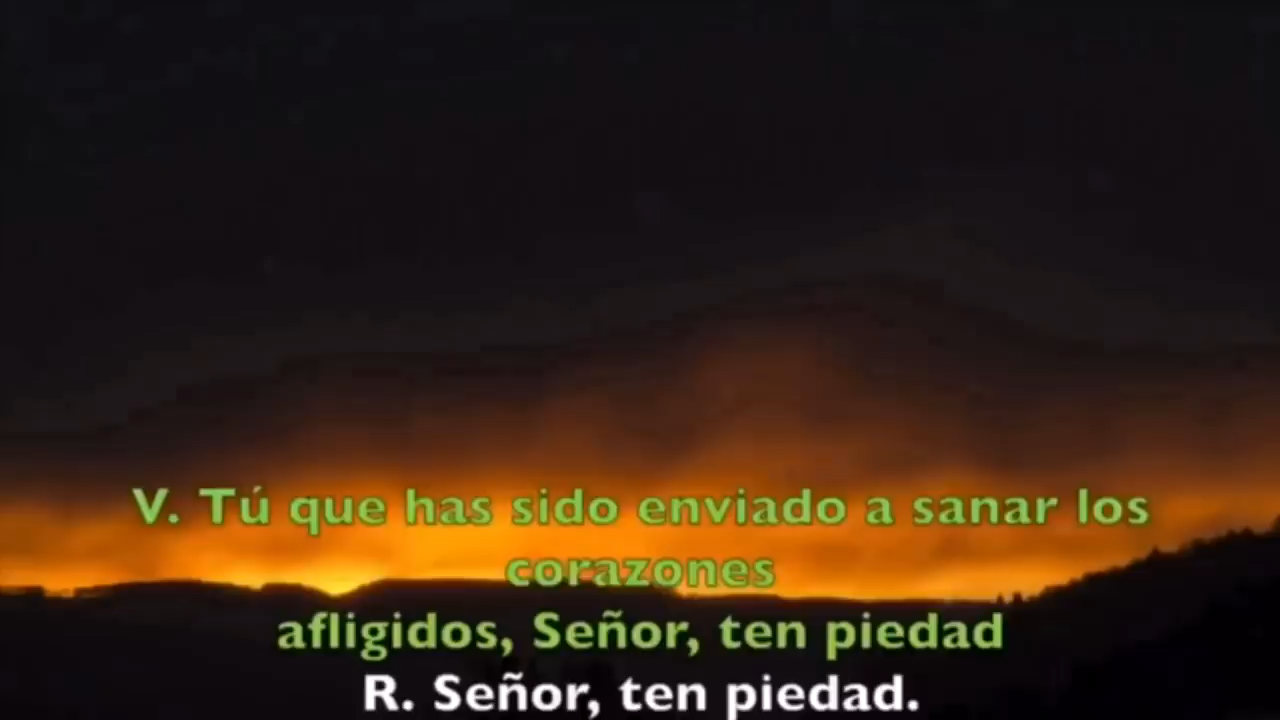 V. Tú que has sido enviado a sanar los
corazones
afligidos, Señor, ten piedad
R. Señor, ten piedad.